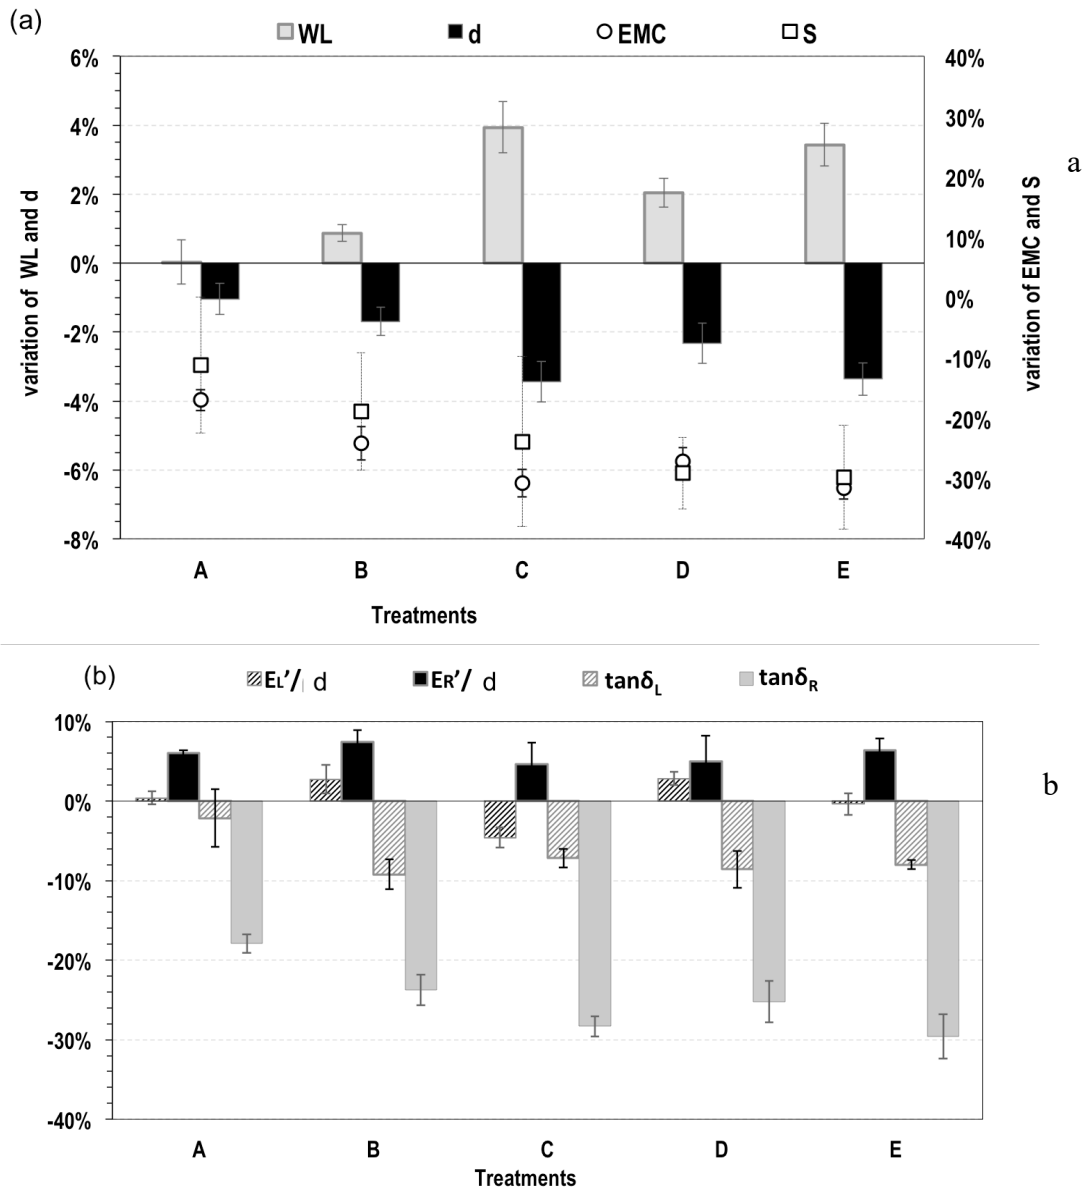 (a)
WL d EMC S
6%
4%
2%
0%
-2%
-4%
-6%
-8%
variation of WL and d
40%
30%
20%
10%
0%
-10%
-20%
-30%
-40%
variation of EMC and S
a
A B C D E
Treatments
(b)
EL'/ d ER'/ d tanδL tanδR
10%
0%
-10%
-20%
-30%
-40%
b
A B C D E
Treatments